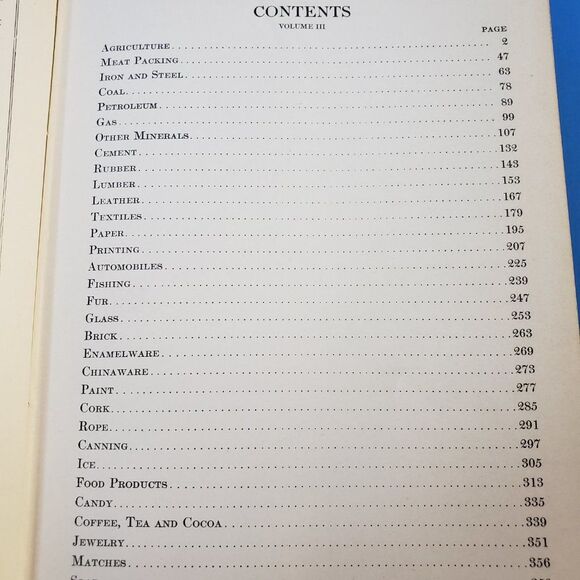 CONTENTS
VOLUME III
PAGE
Agriculture 2
Meat Packing 47
Iron and Steel 63
Coal 78
Petroleum 89
Gas 99
Other Minerals 107
Cement 132
Rubber 143
Lumber 153
Leather 167
Textiles 179
Paper 195
Printing 207
Automobiles 225
Fishing 239
Fur 247
Glass 253
Brick 263
Enamelware 269
Chinaware 273
Paint 277
Cork 285
Rope 291
Canning 297
Ice 305
Food Products 313
Candy 335
Coffee, Tea and Cocoa 339
Jewelry 351
Matches 356